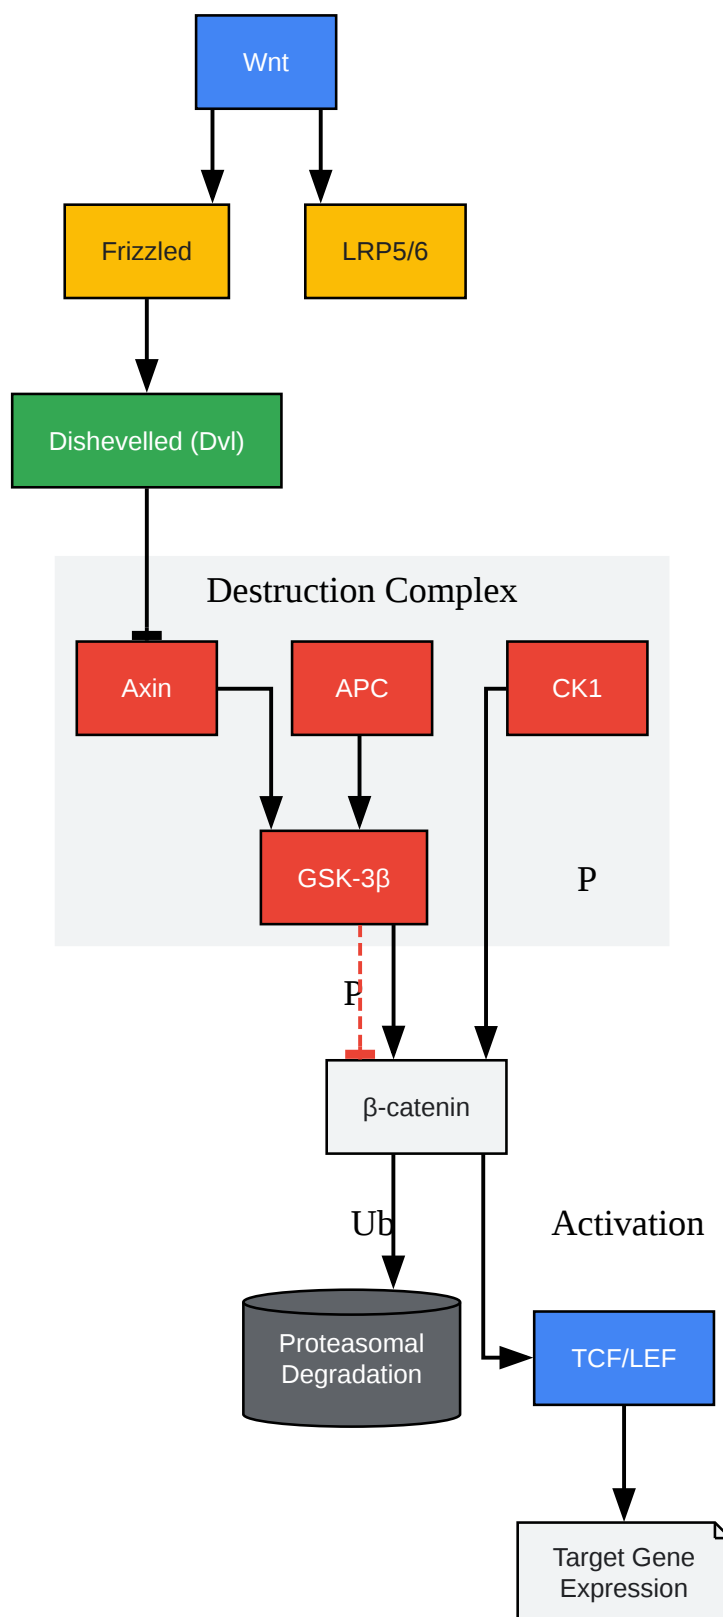 Wnt
Frizzled
LRP5/6
Dishevelled (Dvl)
Destruction Complex
Axin
APC
CK1
GSK-3β
P
P
β-catenin
Ub
Activation
Proteasomal
Degradation
TCF/LEF
Target Gene
Expression